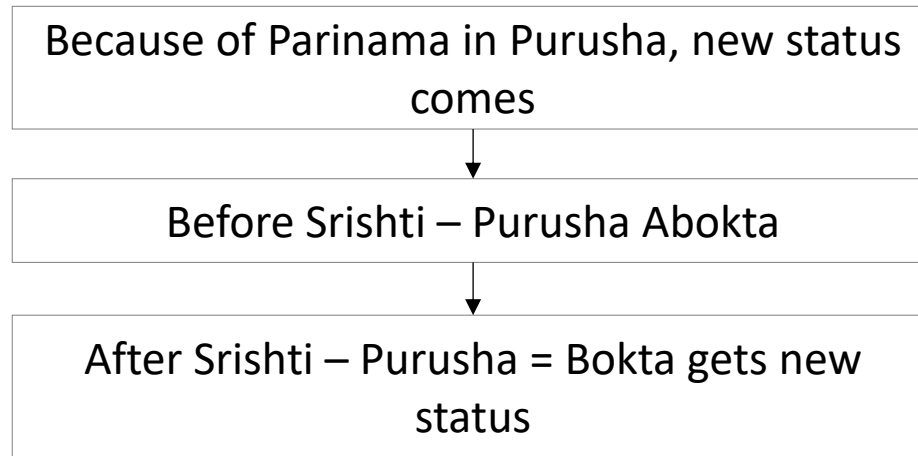 Because of Parinama in Purusha, new status
comes
Before Srishti – Purusha Abokta
After Srishti – Purusha = Bokta gets new
status